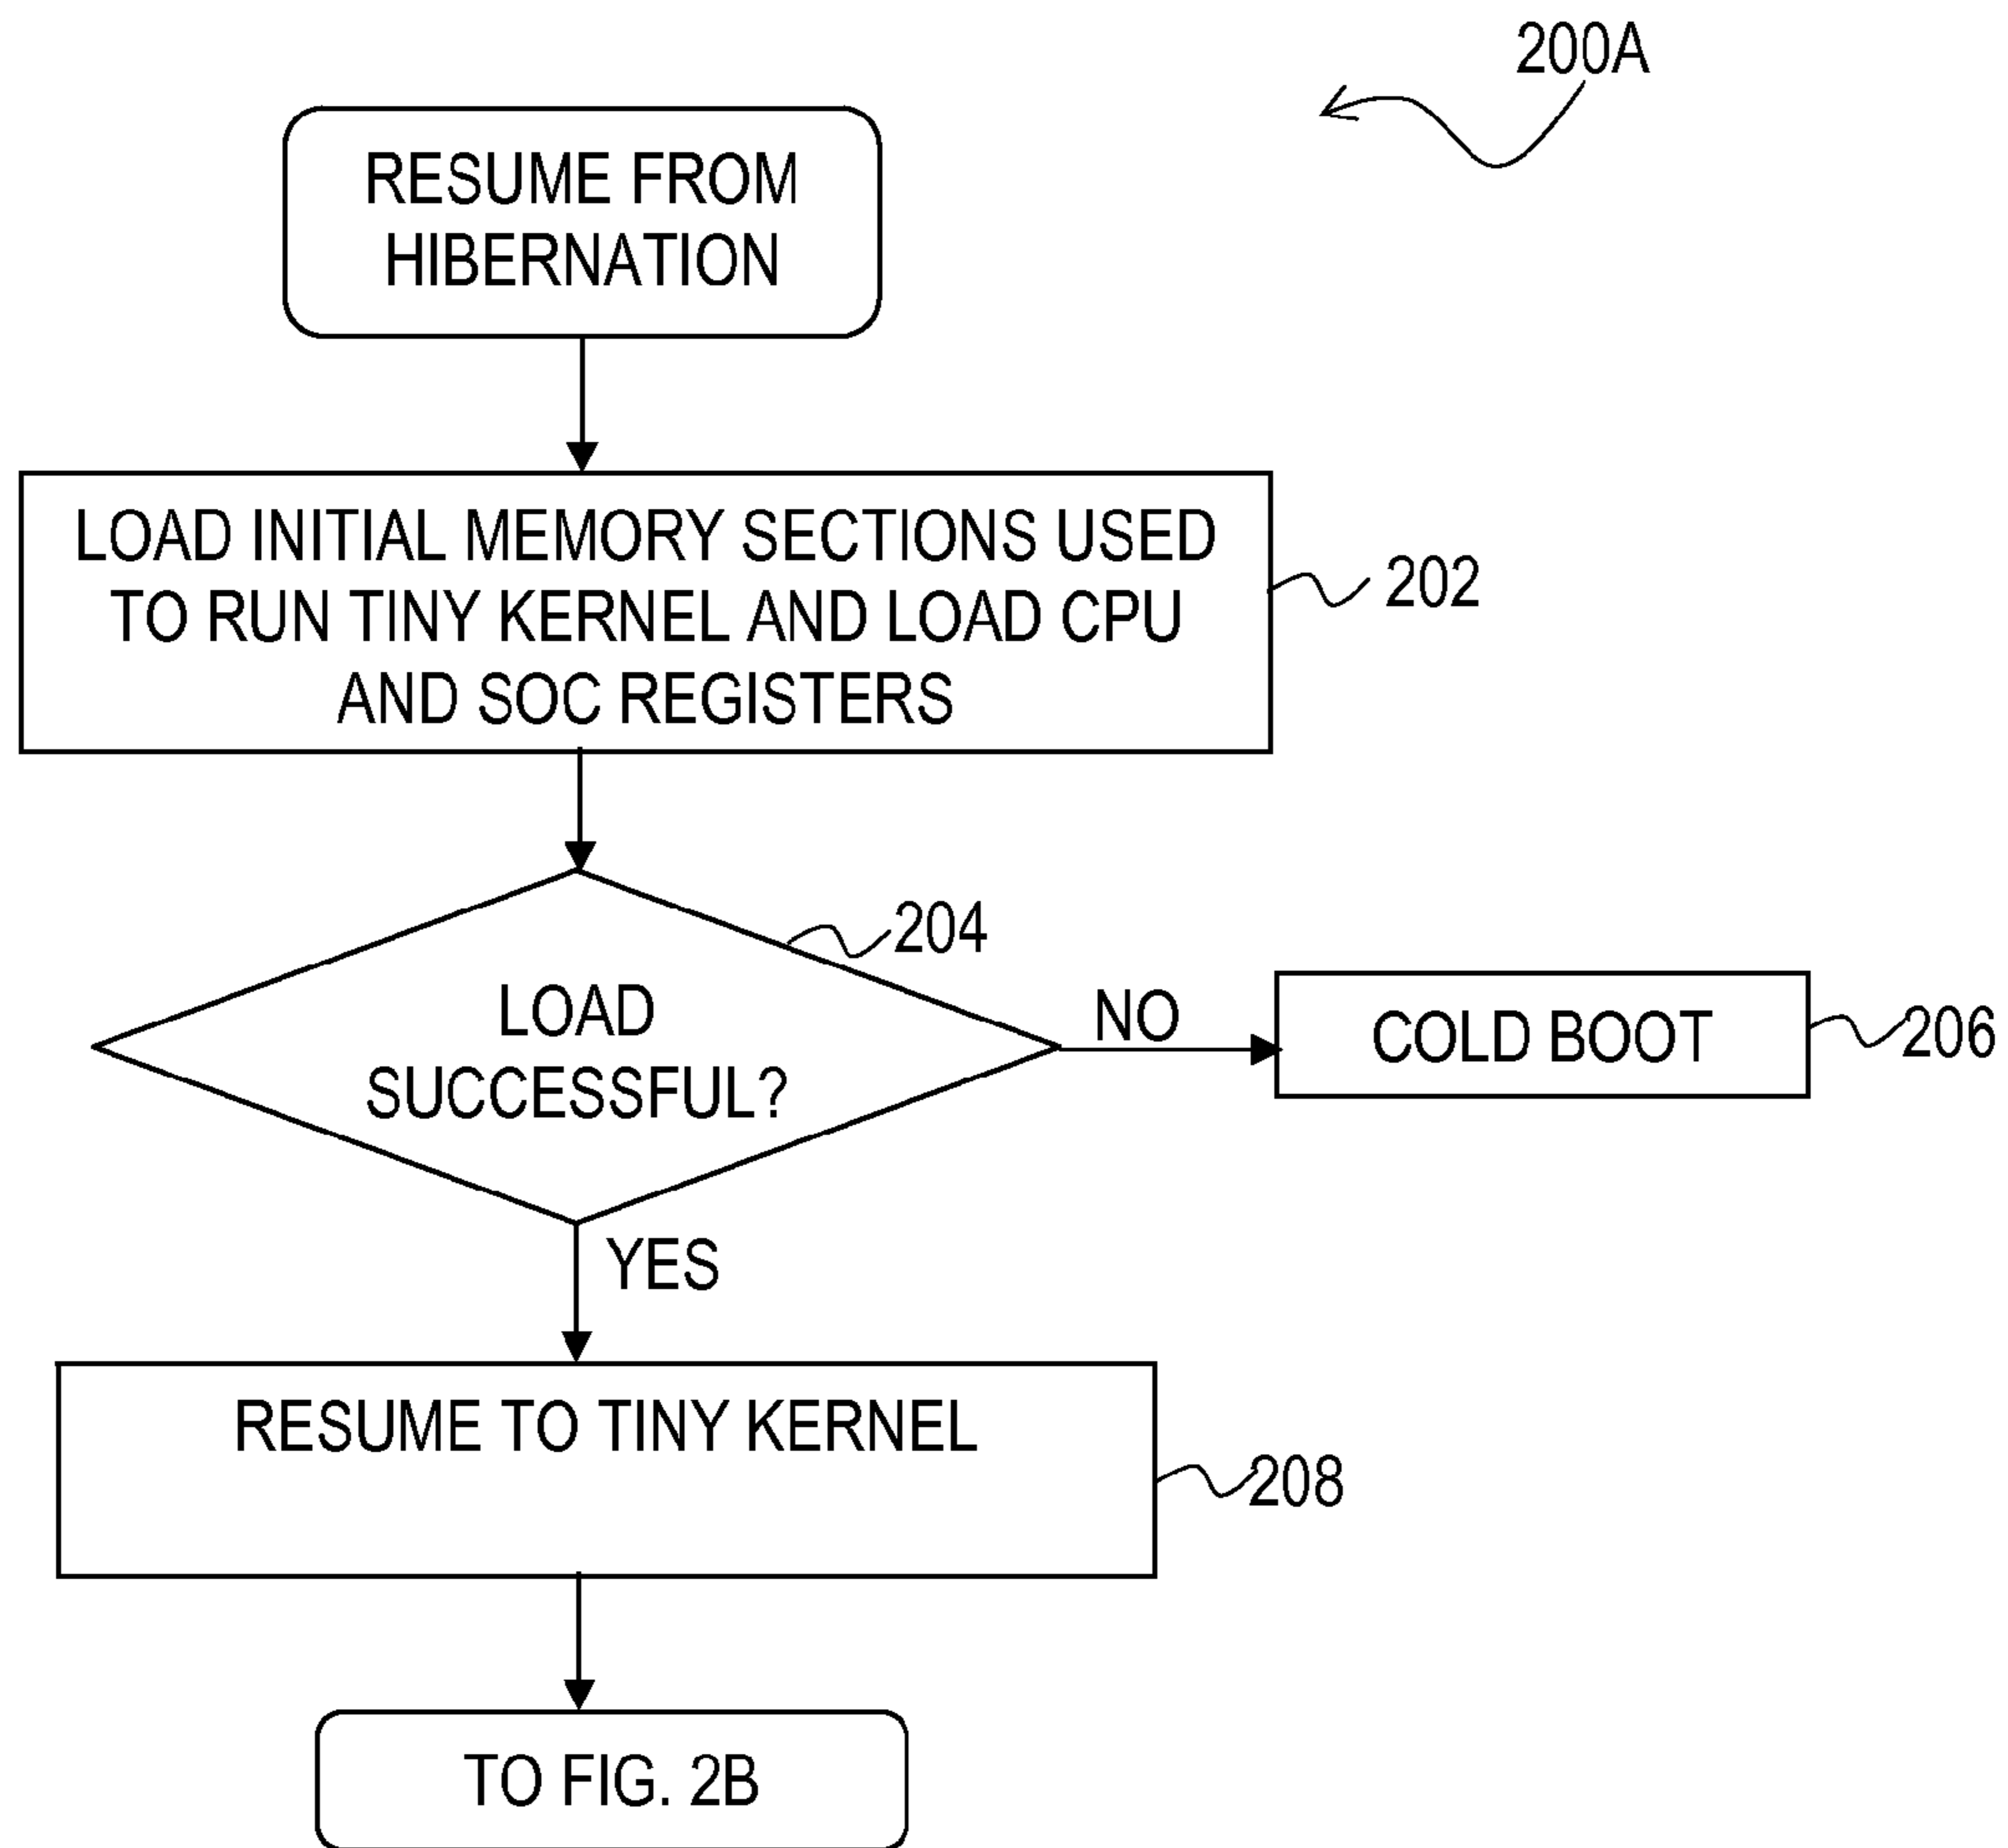 200A
RESUME FROM
HIBERNATION
LOAD INITIAL MEMORY SECTIONS USED
TO RUN TINY KERNEL AND LOAD CPU
AND SOC REGISTERS
202
204
LOAD
SUCCESSFUL?
NO
COLD BOOT
206
YES
RESUME TO TINY KERNEL
208
TO FIG. 2B